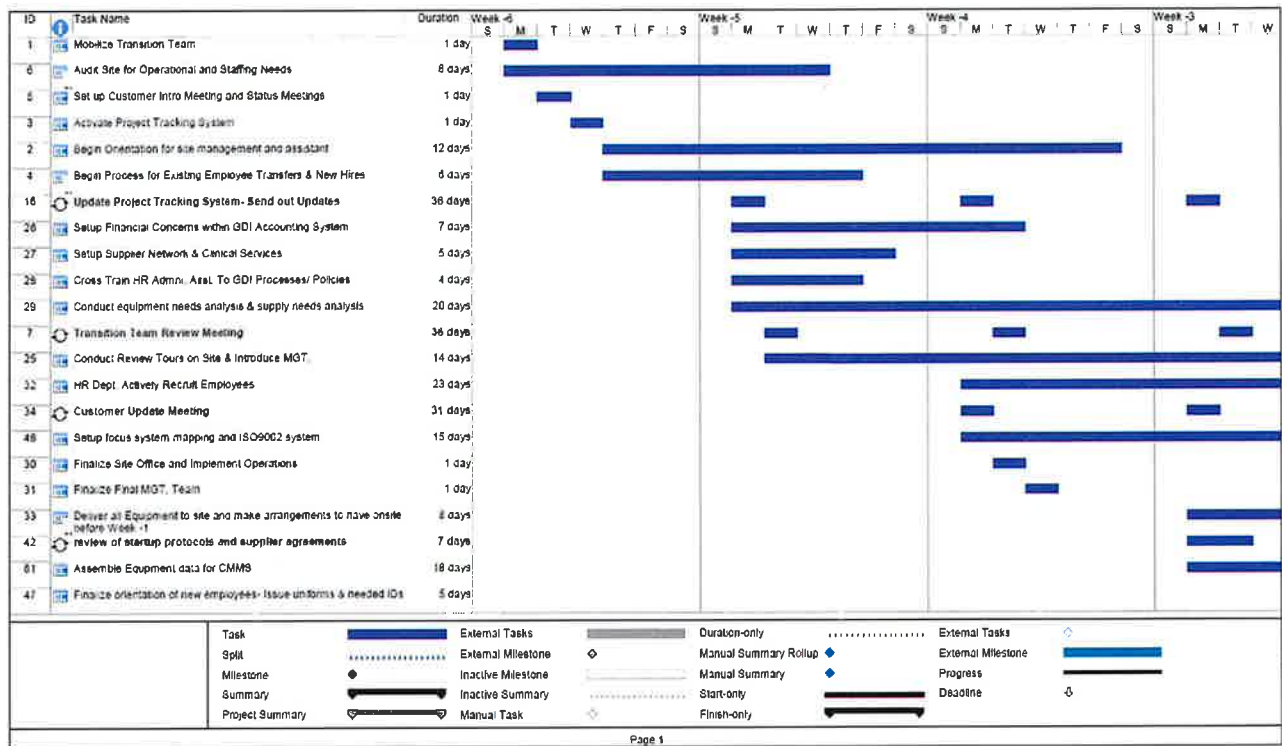 ID Task Name Duration Week -6 Week -5 Week -4 Week -3
S M T W T F S S M T W T F S S M T W T F S S M T W
1 Mobilize Transition Team 1 day
6 Audit Site for Operational and Staffing Needs 8 days
5 Set up Customer Intro Meeting and Status Meetings 1 day
3 Activate Project Tracking System 1 day
2 Begin Orientation for site management and assistant 12 days
4 Begin Process for Existing Employee Transfers & New Hires 6 days
16 Update Project Tracking System- Send out Updates 36 days
26 Setup Financial Concerns within GDI Accounting System 7 days
27 Setup Supplier Network & Clinical Services 5 days
28 Cross Train HR Admni. Asst. To GDI Processes/ Policies 4 days
29 Conduct equipment needs analysis & supply needs analysis 20 days
7 Transition Team Review Meeting 36 days
25 Conduct Review Tours on Site & Introduce MGT. 14 days
32 HR Dept. Actively Recruit Employees 23 days
34 Customer Update Meeting 31 days
48 Setup focus system mapping and ISO9002 system 15 days
30 Finalize Site Office and Implement Operations 1 day
31 Finalize Final MGT. Team 1 day
33 Deliver all Equipment to site and make arrangements to have onsite 8 days
before Week -1
42 review of startup protocols and supplier agreements 7 days
61 Assemble Equpment data for CMMS 18 days
47 Finalize orientation of new employees- Issue uniforms & needed IDs 5 days
Task External Tasks Duration-only External Tasks
Split External Milestone Manual Summary Rollup External Milestone
Milestone Inactive Milestone Manual Summary Progress
Summary Inactive Summary Start-only Deadline
Project Summary Manual Task Finish-only
Page 1